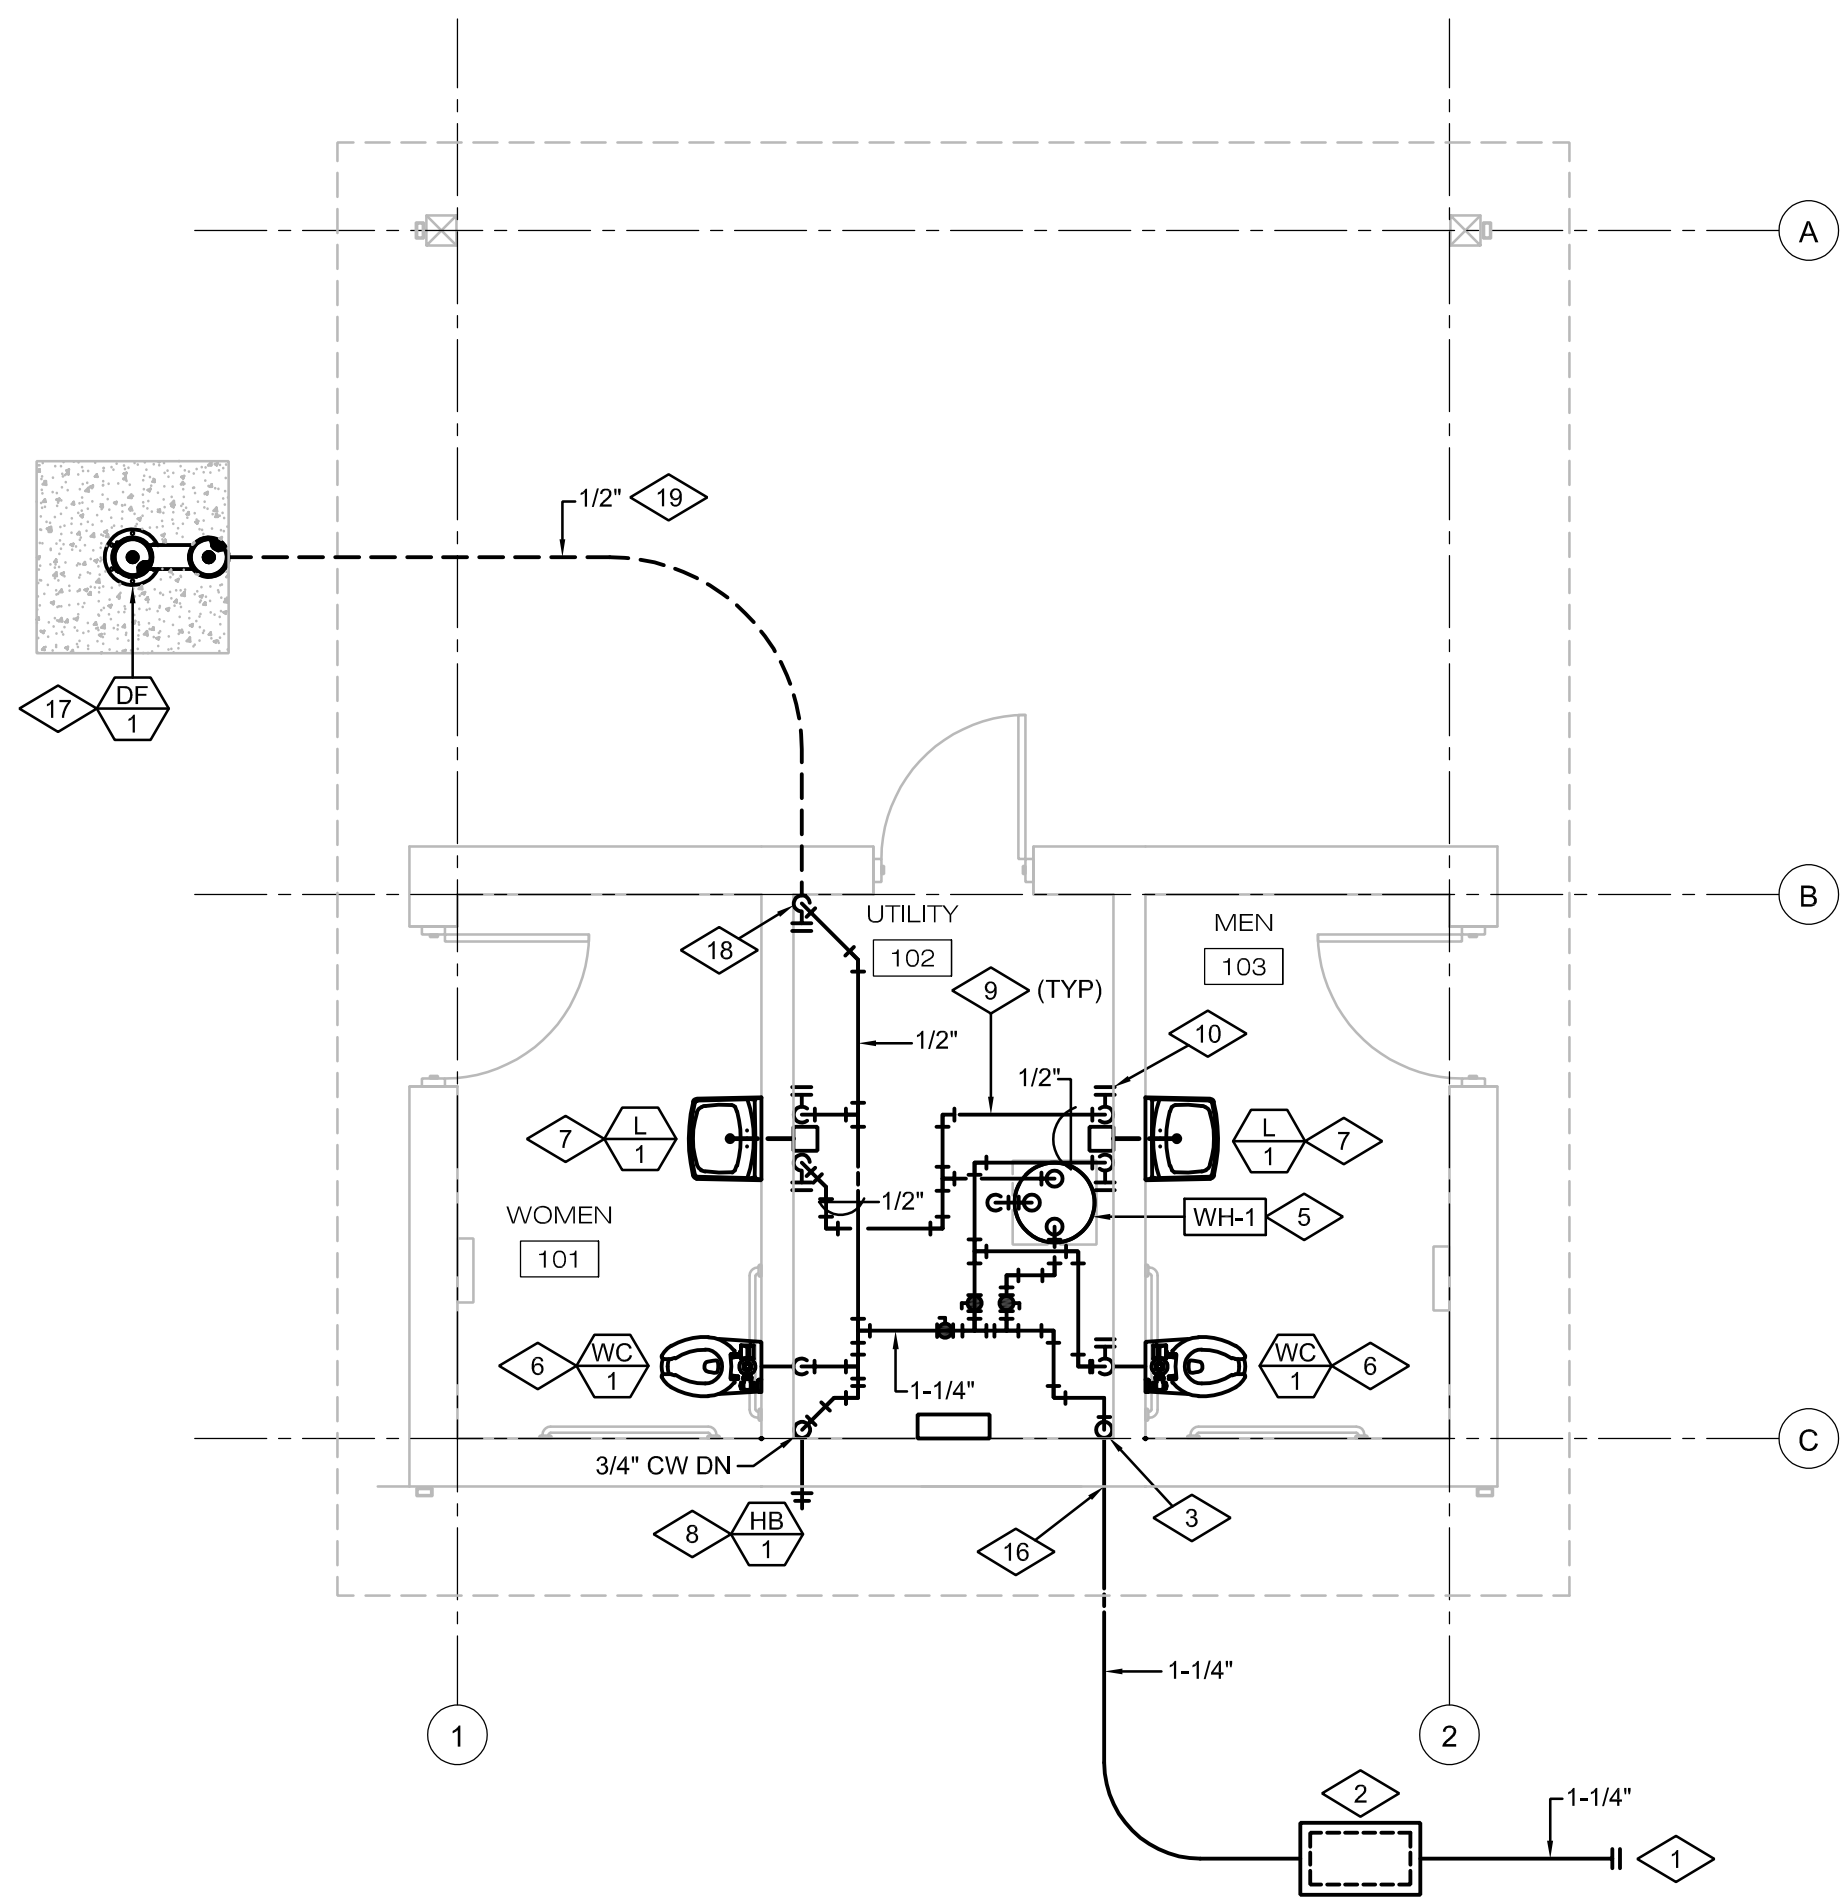 A
1/2" 19
17 DF
1
18
UTILITY
102
MEN
103
B
9 (TYP)
10
1/2"
1/2"
7 L
1
L 7
1
1/2"
WOMEN
101
WH-1 5
6 WC
1
WC 6
1
1-1/4"
3/4" CW DN
C
8 HB
1
16
3
1-1/4"
1
2
2
1-1/4"
1